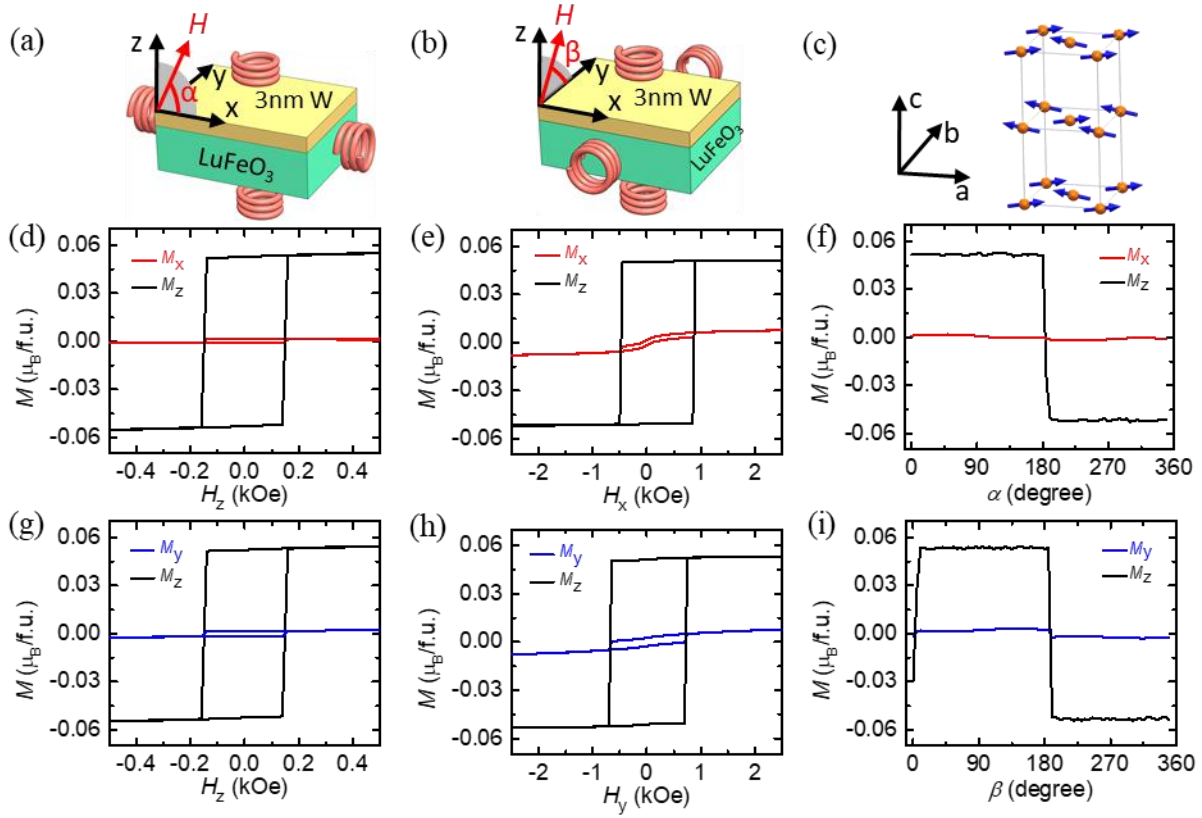 (a)
z
H
α
y
x
3nm W
LuFeO3
(b)
z
H
β
y
x
3nm W
LuFeO3
(c)
c
b
a
(d)
0.06
0.03
0.00
-0.03
-0.06
M (μB/f.u.)
Mx
Mz
-0.4 -0.2 0.0 0.2 0.4
Hz (kOe)
(e)
0.06
0.03
0.00
-0.03
-0.06
M (μB/f.u.)
Mx
Mz
-2 -1 0 1 2
Hx (kOe)
(f)
0.06
0.03
0.00
-0.03
-0.06
M (μB/f.u.)
Mx
Mz
0 90 180 270 360
α (degree)
(g)
0.06
0.03
0.00
-0.03
-0.06
M (μB/f.u.)
My
Mz
-0.4 -0.2 0.0 0.2 0.4
Hz (kOe)
(h)
0.06
0.03
0.00
-0.03
-0.06
M (μB/f.u.)
My
Mz
-2 -1 0 1 2
Hy (kOe)
(i)
0.06
0.03
0.00
-0.03
-0.06
M (μB/f.u.)
My
Mz
0 90 180 270 360
β (degree)